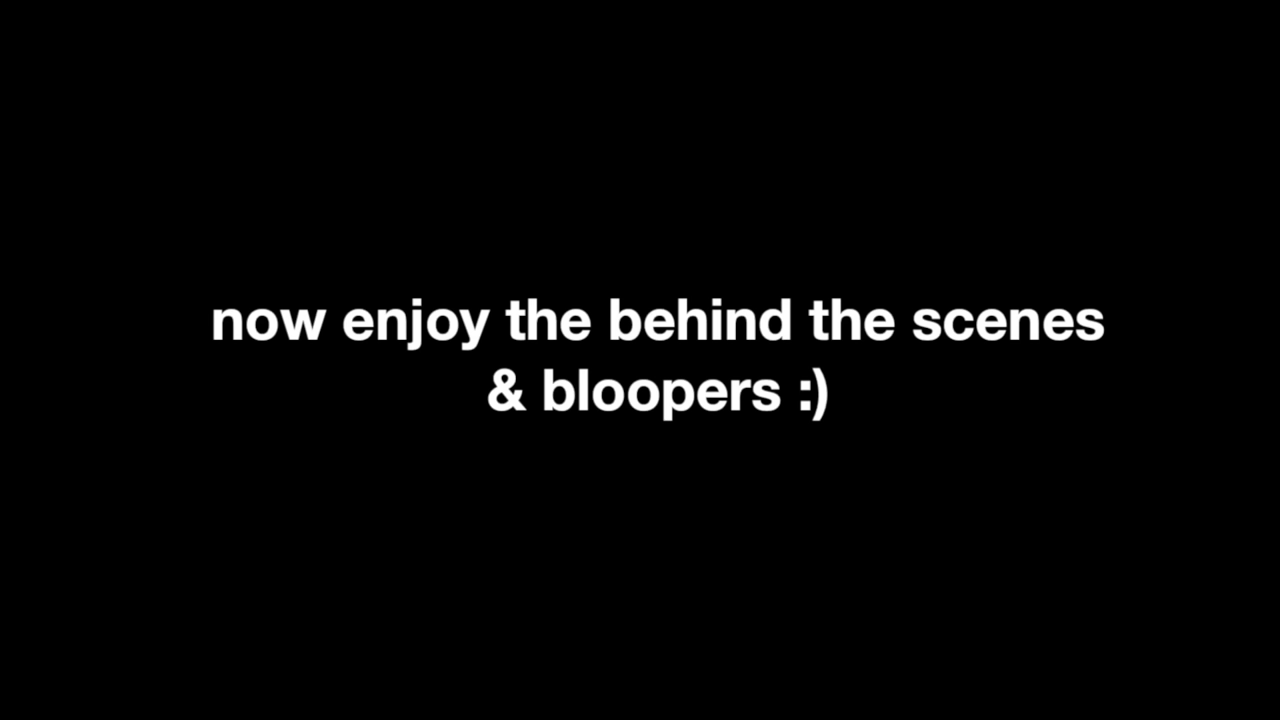 now enjoy the behind the scenes
& bloopers :)